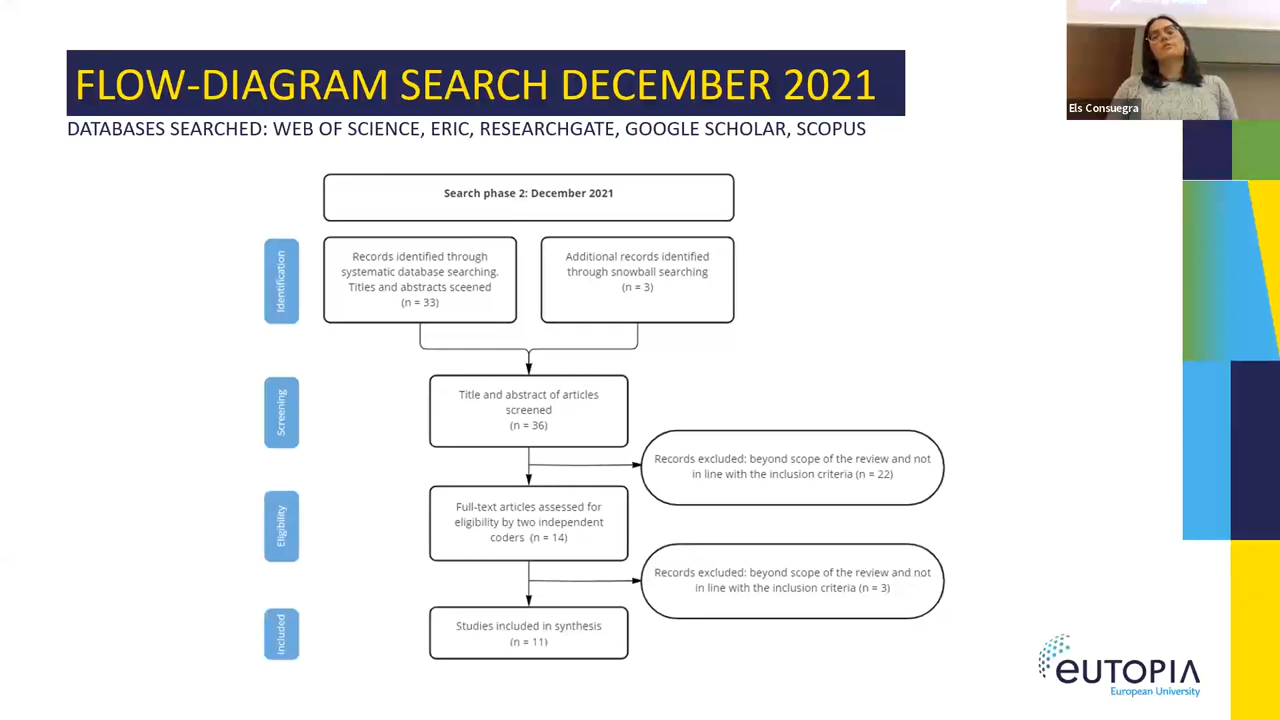 FLOW-DIAGRAM SEARCH DECEMBER 2021
DATABASES SEARCHED: WEB OF SCIENCE, ERIC, RESEARCHGATE, GOOGLE SCHOLAR, SCOPUS
Els Consuegra
Search phase 2: December 2021
Identification
Records identified through
systematic database searching.
Titles and abstracts sceened
(n = 33)
Additional records identified
through snowball searching
(n = 3)
Screening
Title and abstract of articles
screened
(n = 36)
Records excluded: beyond scope of the review and not
in line with the inclusion criteria (n = 22)
Eligibility
Full-text articles assessed for
eligibility by two independent
coders (n = 14)
Records excluded: beyond scope of the review and not
in line with the inclusion criteria (n = 3)
Included
Studies included in synthesis
(n = 11)
eUTOPIA
European University